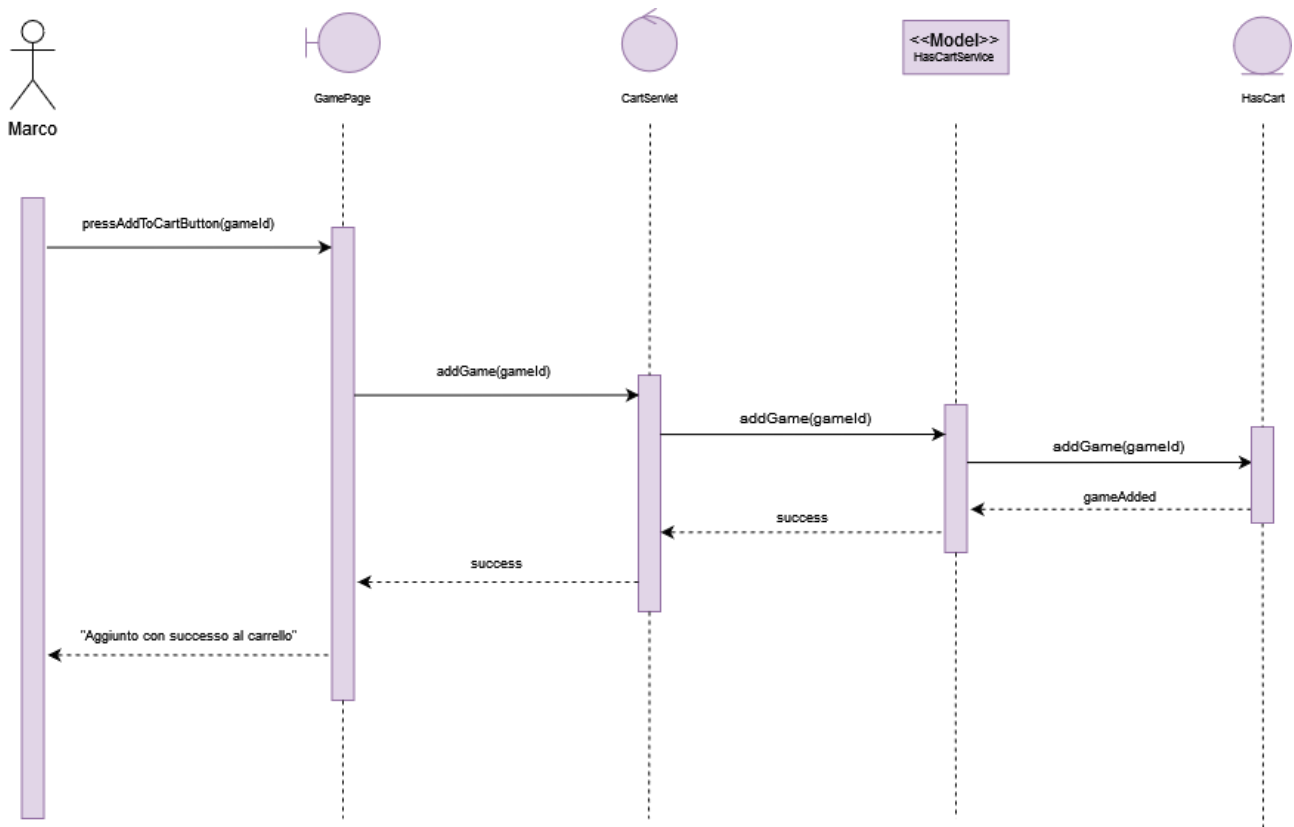 <<Model>>
HasCartService
GamePage
CartServlet
HasCart
Marco
pressAddToCartButton(gameId)
addGame(gameId)
addGame(gameId)
addGame(gameId)
gameAdded
success
success
"Aggiunto con successo al carrello"